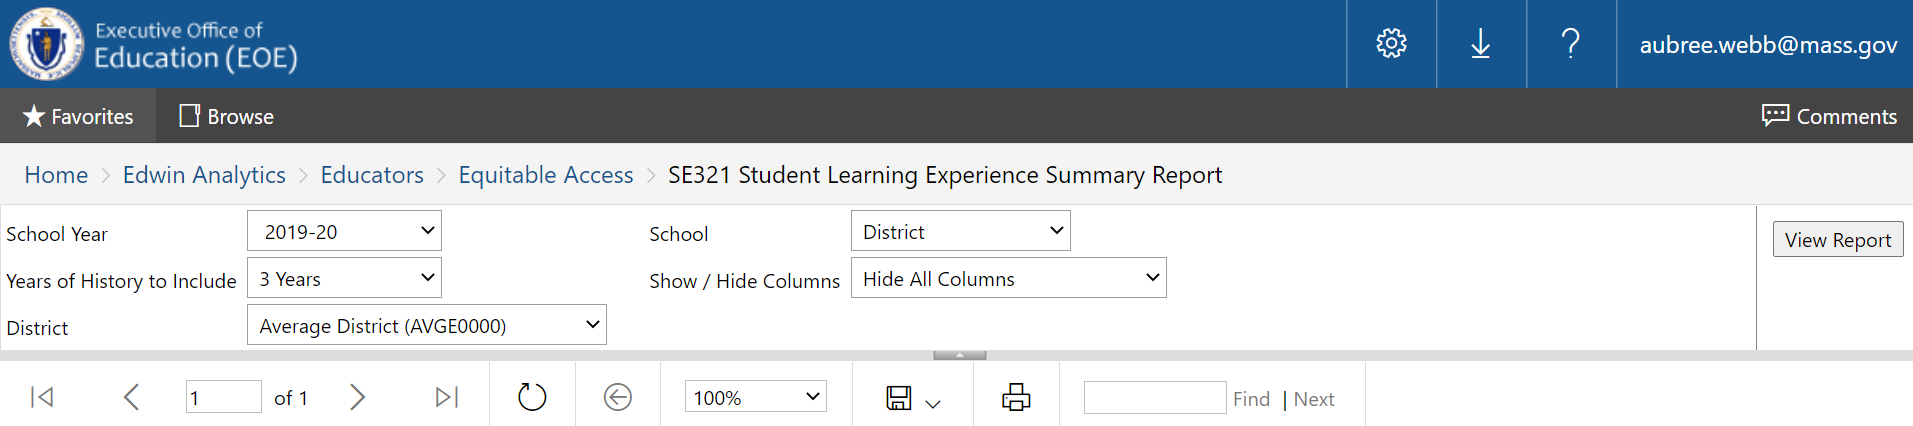 Executive Office of
Education (EOE)
aubree.webb@mass.gov
Favorites
Browse
Comments
Home > Edwin Analytics > Educators > Equitable Access > SE321 Student Learning Experience Summary Report
School Year
2019-20
School
District
View Report
Years of History to Include
3 Years
Show / Hide Columns
Hide All Columns
District
Average District (AVGE0000)
1 of 1
100%
Find | Next